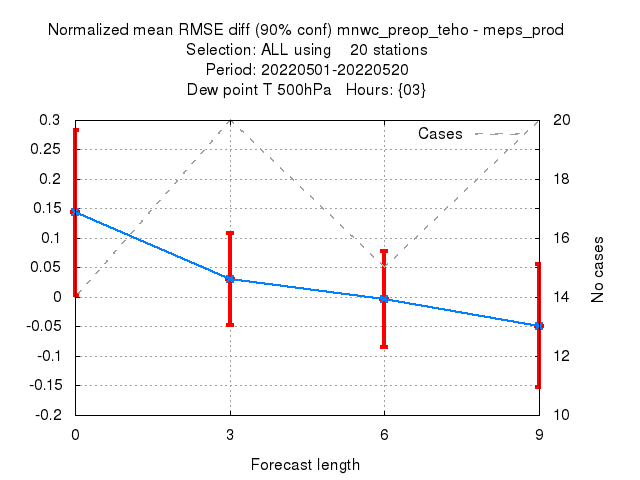 Normalized mean RMSE diff (90% conf) mnwc_preop_teho - meps_prod
Selection: ALL using    20 stations
Period: 20220501-20220520
Dew point T 500hPa   Hours: {03}
Cases
0.3
0.25
0.2
0.15
0.1
0.05
0
-0.05
-0.1
-0.15
-0.2
20
18
16
14
12
10
No cases
0 3 6 9
Forecast length